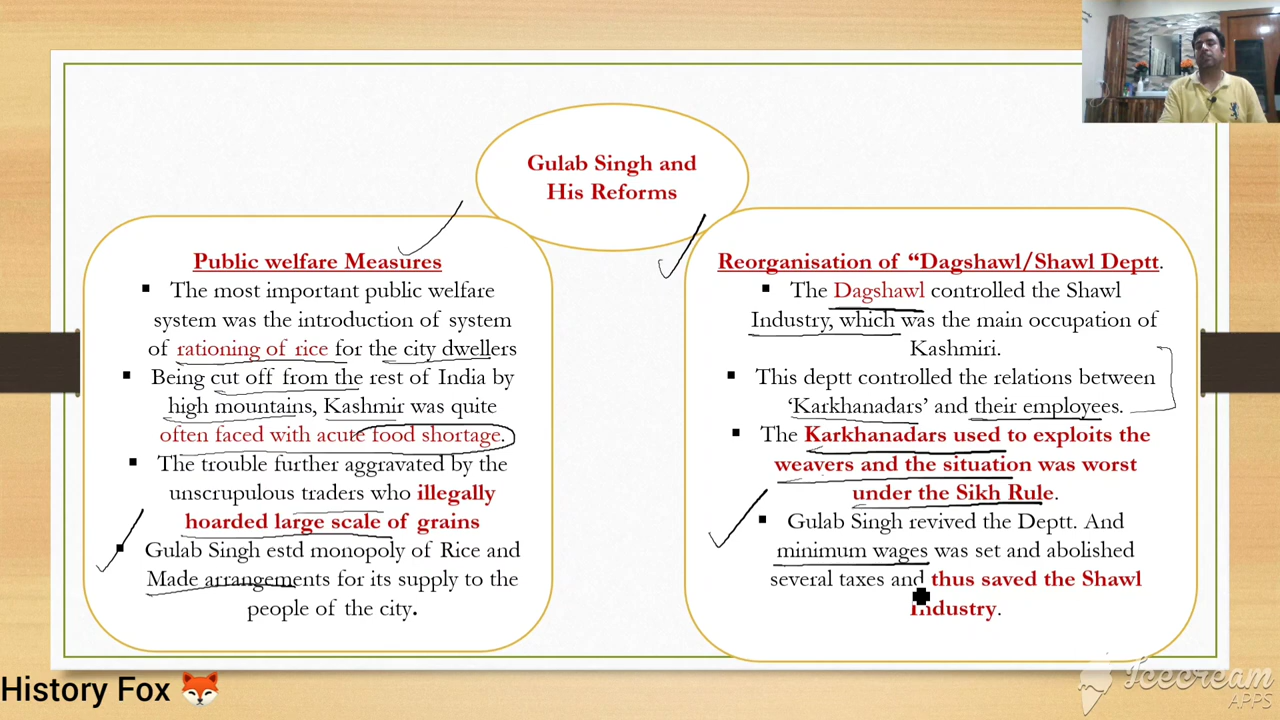 Gulab Singh and
His Reforms
Public welfare Measures
▪ The most important public welfare
system was the introduction of system
of rationing of rice for the city dwellers
▪ Being cut off from the rest of India by
high mountains, Kashmir was quite
often faced with acute food shortage.
▪ The trouble further aggravated by the
unscrupulous traders who illegally
hoarded large scale of grains
▪ Gulab Singh estd monopoly of Rice and
Made arrangements for its supply to the
people of the city.
Reorganisation of “Dagshawl/Shawl Deptt.
▪ The Dagshawl controlled the Shawl
Industry, which was the main occupation of
Kashmiri.
▪ This deptt controlled the relations between
‘Karkhanadars’ and their employees.
▪ The Karkhanadars used to exploits the
weavers and the situation was worst
under the Sikh Rule.
▪ Gulab Singh revived the Deptt. And
minimum wages was set and abolished
several taxes and thus saved the Shawl
Industry.
History Fox
Icecream
APPS